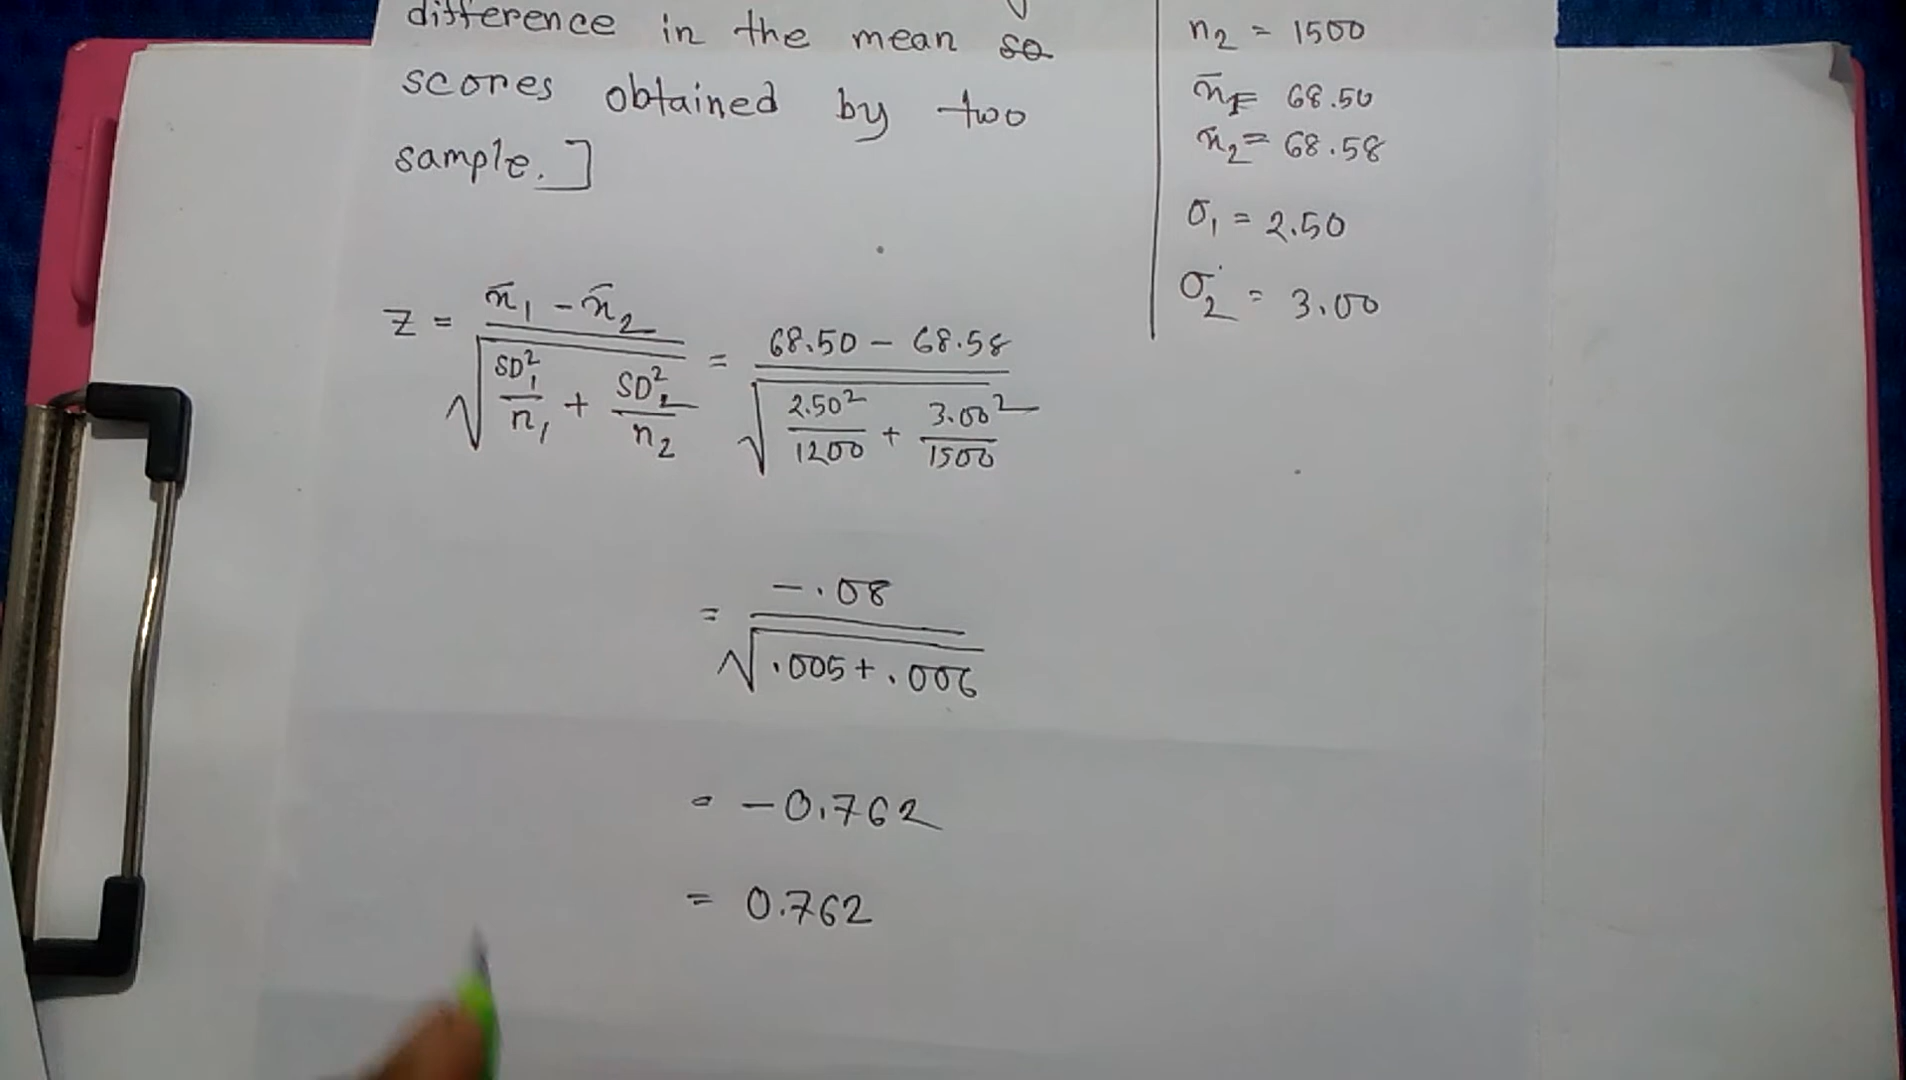 difference in the mean so
scores obtained by two
sample.]
n₂ = 1500
x̄₁ = 68.50
x̄₂ = 68.58
σ₁ = 2.50
σ₂ = 3.00
z = (x̄₁ - x̄₂) / √(SD₁²/n₁ + SD₂²/n₂) = (68.50 - 68.58) / √(2.50²/1200 + 3.00²/1500)
= -.08 / √(.005 + .006)
= -0.762
= 0.762